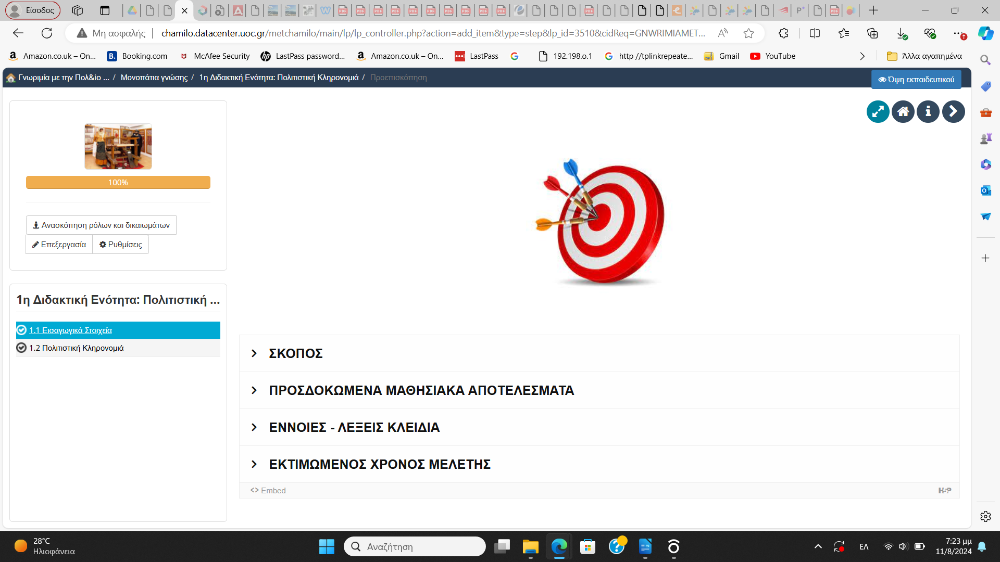 Είσοδος
Μη ασφαλής
chamilo.datacenter.uoc.gr/metchamilo/main/lp/lp_controller.php?action=add_item&type=step&lp_id=3510&cidReq=GNWRIMIAMET...
Amazon.co.uk – On...
Booking.com
McAfee Security
LastPass password...
Amazon.co.uk – On...
LastPass
192.198.o.1
http //tplinkrepeate...
Gmail
YouTube
Άλλα αγαπημένα
Γνωριμία με την Πολ&io ... / Μονοπάτια γνώσης / 1η Διδακτική Ενότητα: Πολιτιστική Κληρονομιά / Προεπισκόπηση
Όψη εκπαιδευτικού
100%
Ανασκόπηση ρόλων και δικαιωμάτων
Επεξεργασία
Ρυθμίσεις
1η Διδακτική Ενότητα: Πολιτιστική ...
1.1 Εισαγωγικά Στοιχεία
1.2 Πολιτιστική Κληρονομιά
ΣΚΟΠΟΣ
ΠΡΟΣΔΟΚΩΜΕΝΑ ΜΑΘΗΣΙΑΚΑ ΑΠΟΤΕΛΕΣΜΑΤΑ
ΕΝΝΟΙΕΣ - ΛΕΞΕΙΣ ΚΛΕΙΔΙΑ
ΕΚΤΙΜΩΜΕΝΟΣ ΧΡΟΝΟΣ ΜΕΛΕΤΗΣ
<> Embed
H5P
28°C
Ηλιοφάνεια
Αναζήτηση
ΕΛ
7:23 μμ
11/8/2024